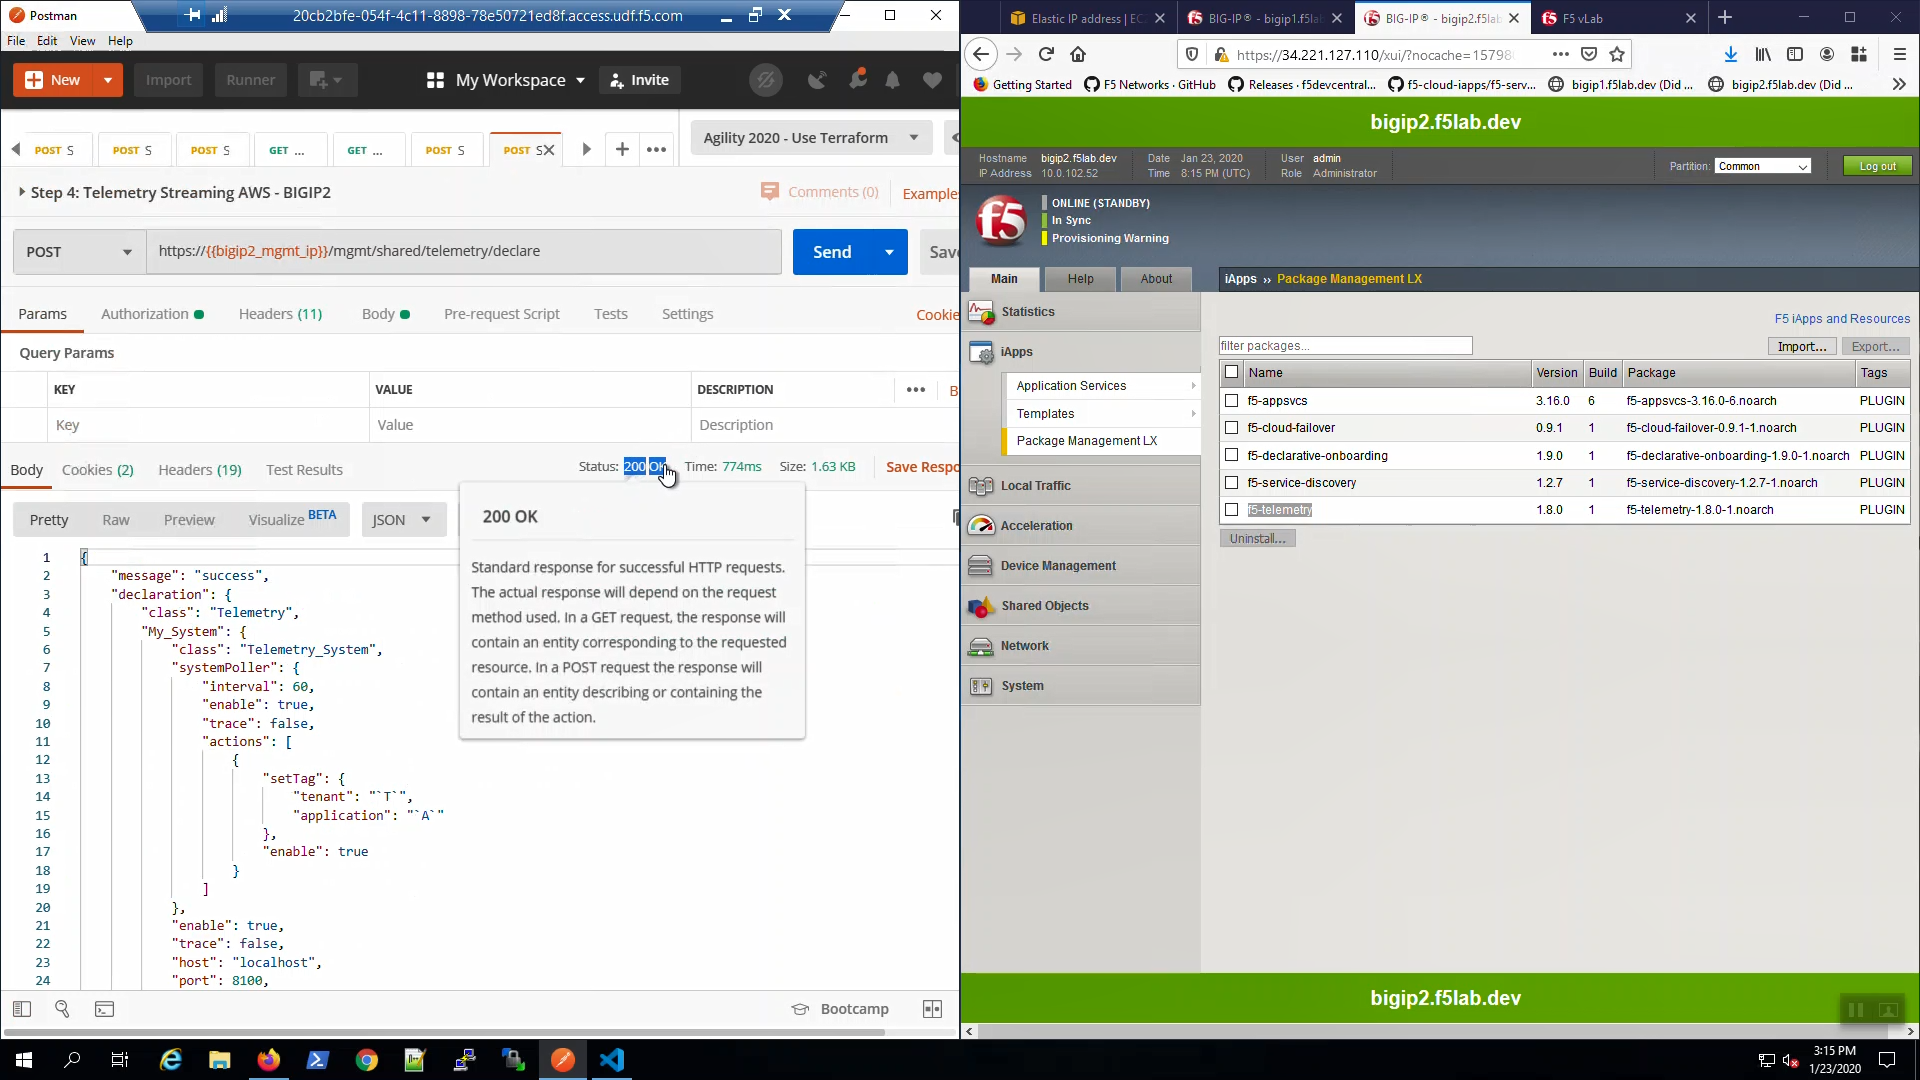 Postman
20cb2bfe-054f-4c11-8898-78e50721ed8f.access.udf.f5.com
File Edit View Help
New
Import
Runner
My Workspace
Invite
POST S
POST S
POST S
GET ...
GET ...
POST S
POST S
Agility 2020 - Use Terraform
Step 4: Telemetry Streaming AWS - BIGIP2
Comments (0)
Examples
POST
https://{{bigip2_mgmt_ip}}/mgmt/shared/telemetry/declare
Send
Sav
Params
Authorization
Headers (11)
Body
Pre-request Script
Tests
Settings
Cookie
Query Params
KEY
VALUE
DESCRIPTION
B
Key
Value
Description
Body
Cookies (2)
Headers (19)
Test Results
Status: 200 OK
Time: 774ms
Size: 1.63 KB
Save Respo
Pretty
Raw
Preview
Visualize BETA
JSON
200 OK
Standard response for successful HTTP requests.
The actual response will depend on the request
method used. In a GET request, the response will
contain an entity corresponding to the requested
resource. In a POST request the response will
contain an entity describing or containing the
result of the action.
1 {
2 "message": "success",
3 "declaration": {
4 "class": "Telemetry",
5 "My_System": {
6 "class": "Telemetry_System",
7 "systemPoller": {
8 "interval": 60,
9 "enable": true,
10 "trace": false,
11 "actions": [
12 {
13 "setTag": {
14 "tenant": "`T`",
15 "application": "`A`"
16 },
17 "enable": true
18 }
19 ]
20 },
21 "enable": true,
22 "trace": false,
23 "host": "localhost",
24 "port": 8100,
Bootcamp
Elastic IP address | EC
BIG-IP® - bigip1.f5lab
BIG-IP® - bigip2.f5lab
F5 vLab
https://34.221.127.110/xui/?nocache=15798
Getting Started
F5 Networks · GitHub
Releases · f5devcentral...
f5-cloud-iapps/f5-serv...
bigip1.f5lab.dev (Did ...
bigip2.f5lab.dev (Did ...
bigip2.f5lab.dev
Hostname bigip2.f5lab.dev
IP Address 10.0.102.52
Date Jan 23, 2020
Time 8:15 PM (UTC)
User admin
Role Administrator
Partition: Common
Log out
f5
ONLINE (STANDBY)
In Sync
Provisioning Warning
Main
Help
About
iApps ›› Package Management LX
Statistics
iApps
Application Services
Templates
Package Management LX
Local Traffic
Acceleration
Device Management
Shared Objects
Network
System
F5 iApps and Resources
filter packages...
Import...
Export...
Name Version Build Package Tags
f5-appsvcs 3.16.0 6 f5-appsvcs-3.16.0-6.noarch PLUGIN
f5-cloud-failover 0.9.1 1 f5-cloud-failover-0.9.1-1.noarch PLUGIN
f5-declarative-onboarding 1.9.0 1 f5-declarative-onboarding-1.9.0-1.noarch PLUGIN
f5-service-discovery 1.2.7 1 f5-service-discovery-1.2.7-1.noarch PLUGIN
f5-telemetry 1.8.0 1 f5-telemetry-1.8.0-1.noarch PLUGIN
Uninstall...
bigip2.f5lab.dev
3:15 PM
1/23/2020